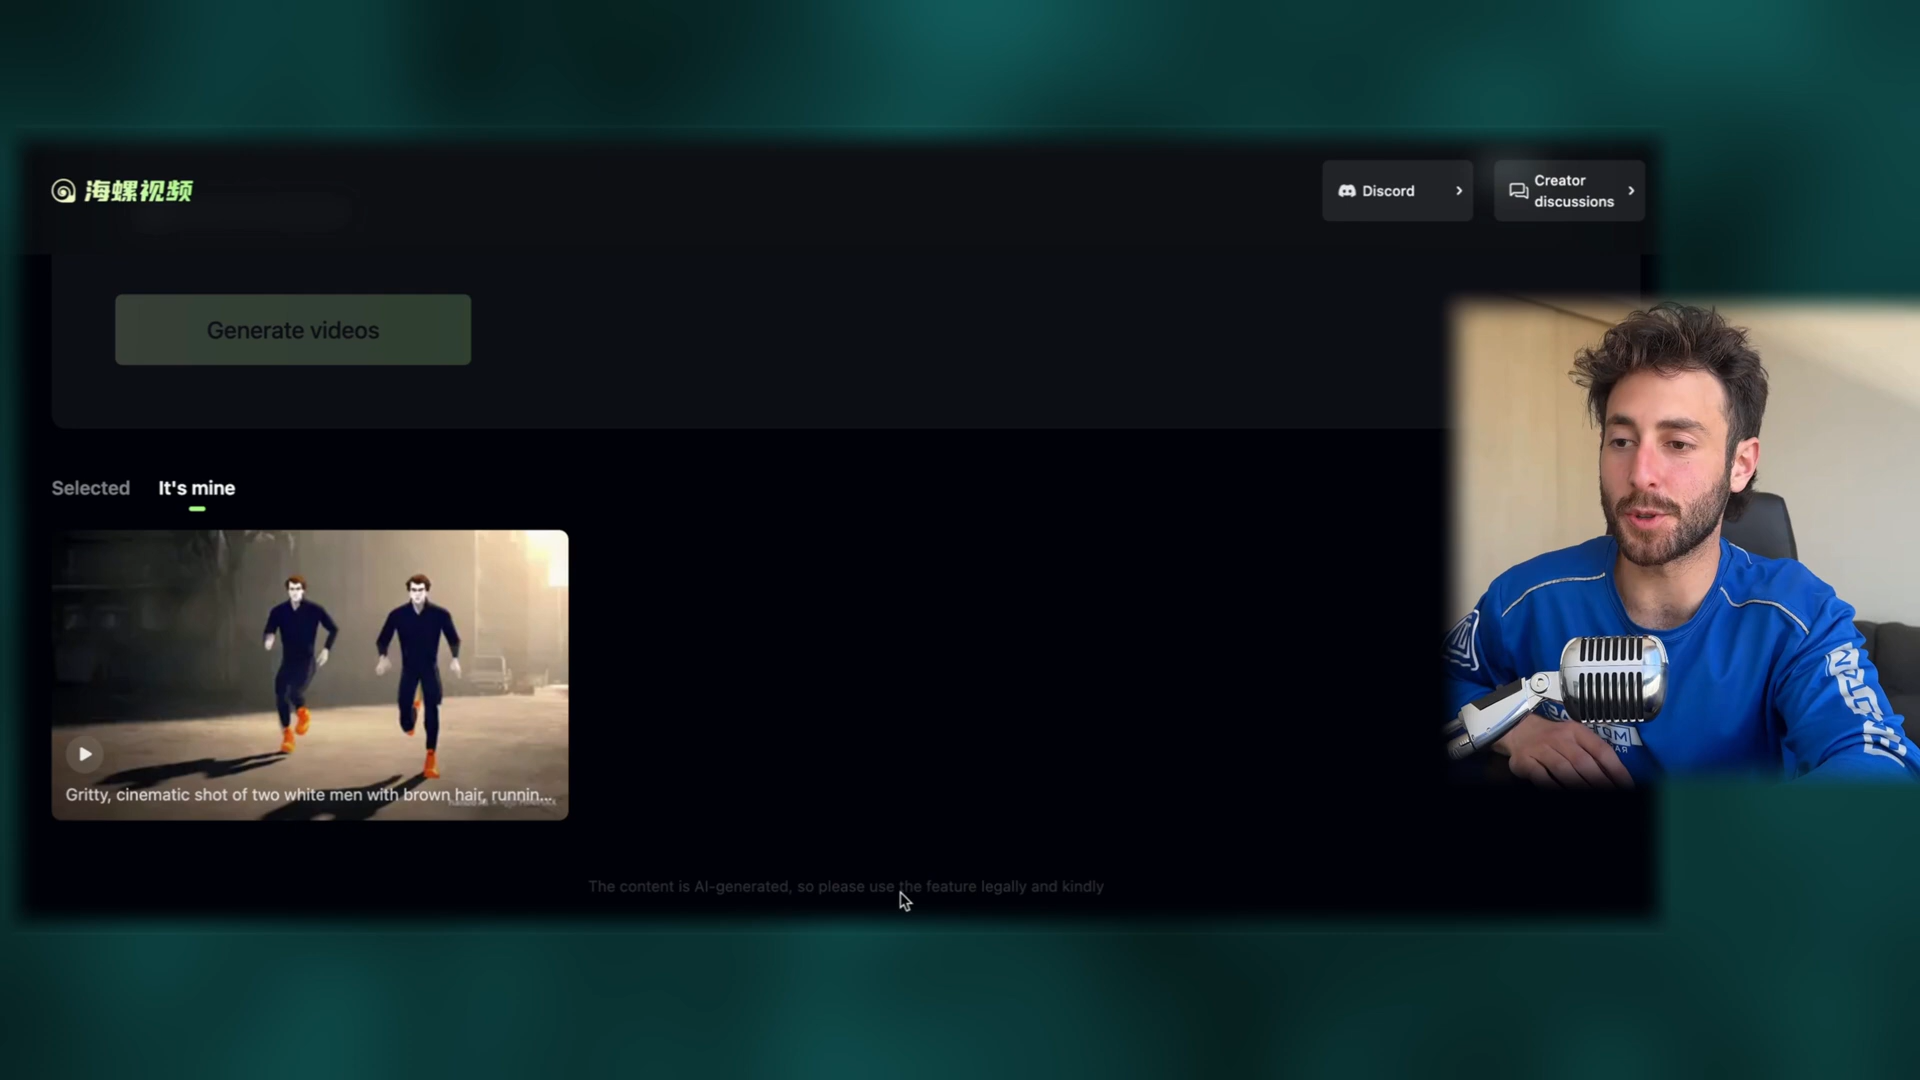 海螺视频
Discord
Creator
discussions
Generate videos
Selected It's mine
Gritty, cinematic shot of two white men with brown hair, runnin...
The content is AI-generated, so please use the feature legally and kindly